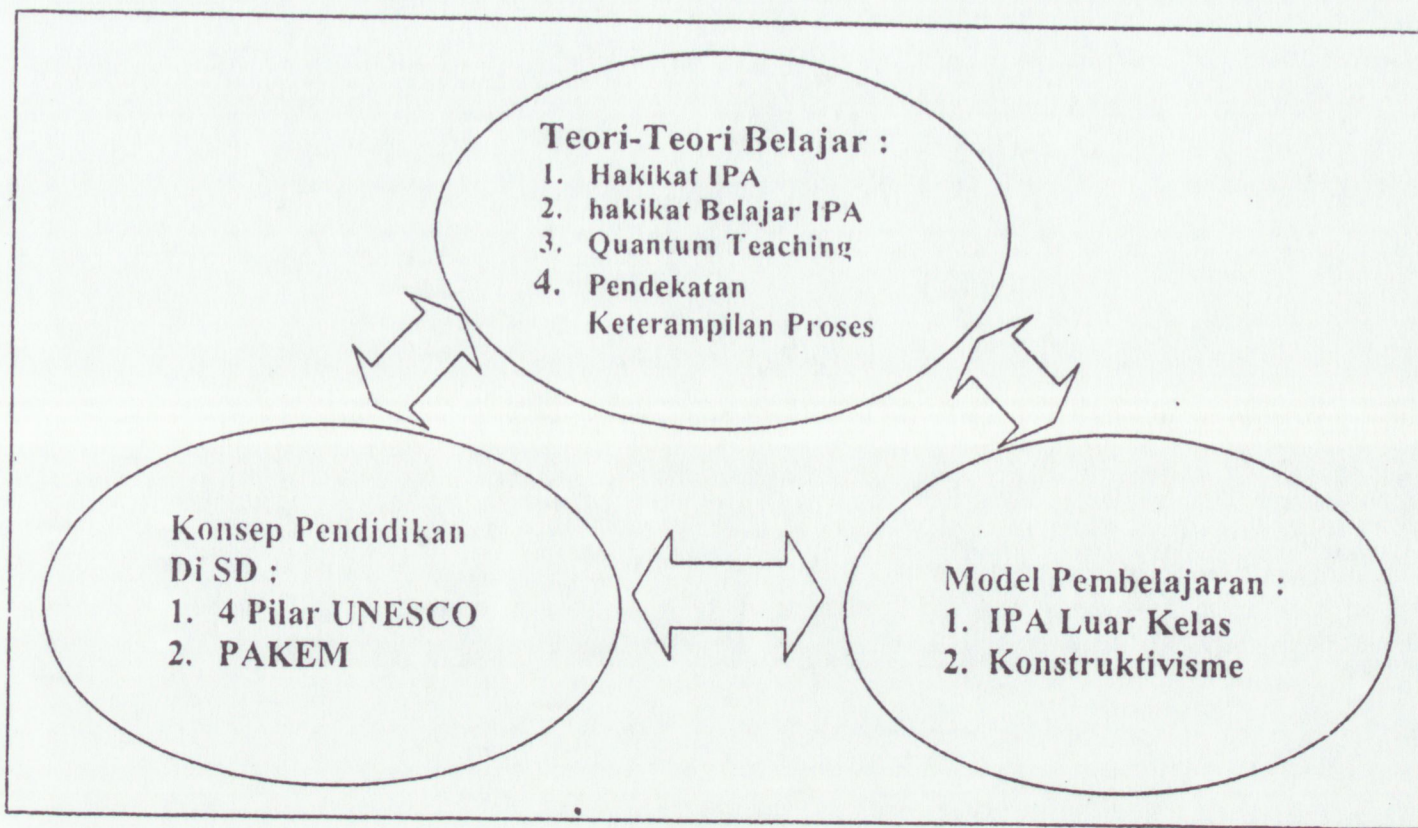 Teori-Teori Belajar :
1. Hakikat IPA
2. hakikat Belajar IPA
3. Quantum Teaching
4. Pendekatan
Keterampilan Proses
Konsep Pendidikan
Di SD :
1. 4 Pilar UNESCO
2. PAKEM
Model Pembelajaran :
1. IPA Luar Kelas
2. Konstruktivisme